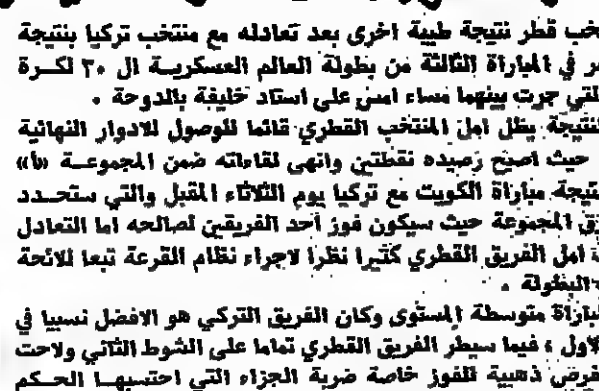 خب قطر نتيجة طيبة اخرى بعد تعادله مع منتخب تركيا بنتيجة
ر في المباراة الثالثة من بطولة العالم العسكرية ال ٣٠ لكرة
لتي جرت بينهما مساء امس على استاد خليفة بالدوحة .
لنتيجة يظل امل المنتخب القطري قائما للوصول للادوار النهائية
حيث اصبح رصيده نقطتين وانهى لقاءاته ضمن المجموعة «أ»
نتيجة مباراة الكويت مع تركيا يوم الثلاثاء المقبل والتي ستحدد
ق المجموعة حيث سيكون فوز أحد الفريقين لصالحه اما التعادل
امل الفريق القطري كثيرا نظرا لاجراء نظام القرعة تبعا للائحة
البطولة .
لمباراة متوسطة المستوى وكان الفريق التركي هو الافضل نسبيا في
لاول ، فيما سيطر الفريق القطري تماما على الشوط الثاني ولاحت
فرص ذهبية للفوز خاصة ضربة الجزاء التي احتسبها الحكم